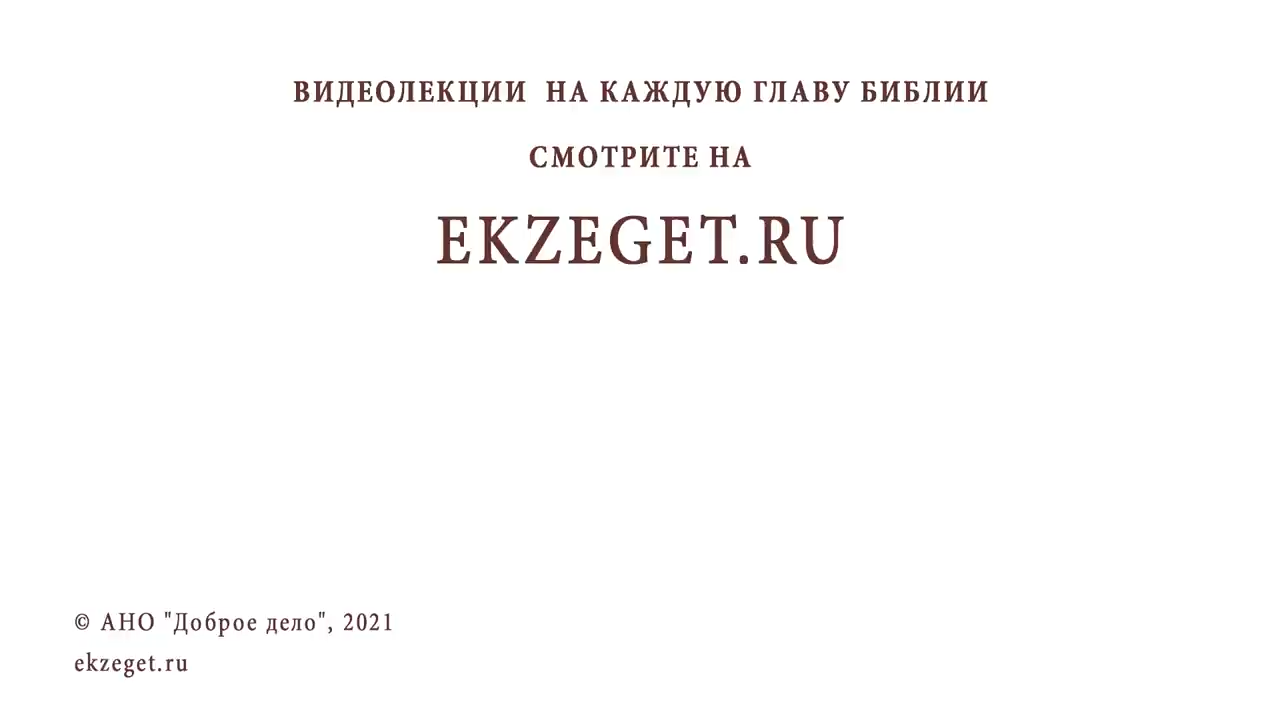 ВИДЕОЛЕКЦИИ НА КАЖДУЮ ГЛАВУ БИБЛИИ
СМОТРИТЕ НА
EKZEGET.RU
© АНО "Доброе дело", 2021
ekzeget.ru